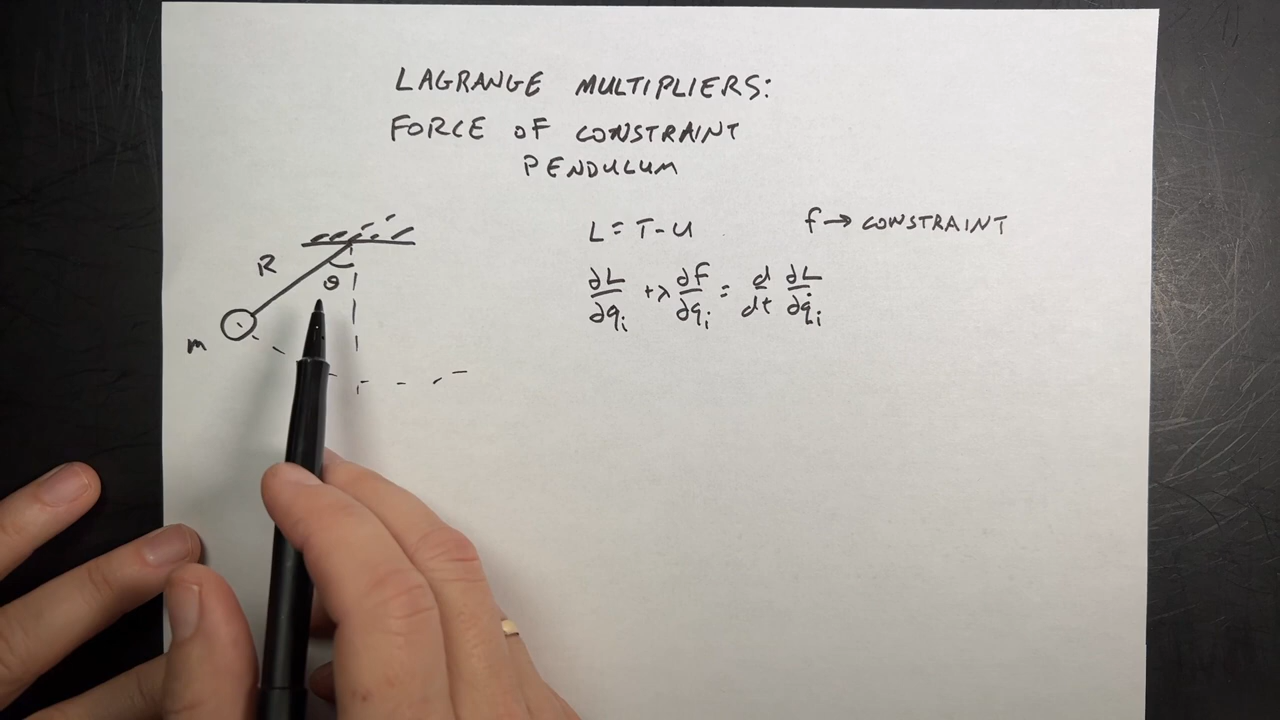 LAGRANGE MULTIPLIERS:
FORCE OF CONSTRAINT
PENDULUM
L = T - U
f → CONSTRAINT
∂L/∂qᵢ + λ ∂f/∂qᵢ = d/dt ∂L/∂q̇ᵢ
R
θ
m